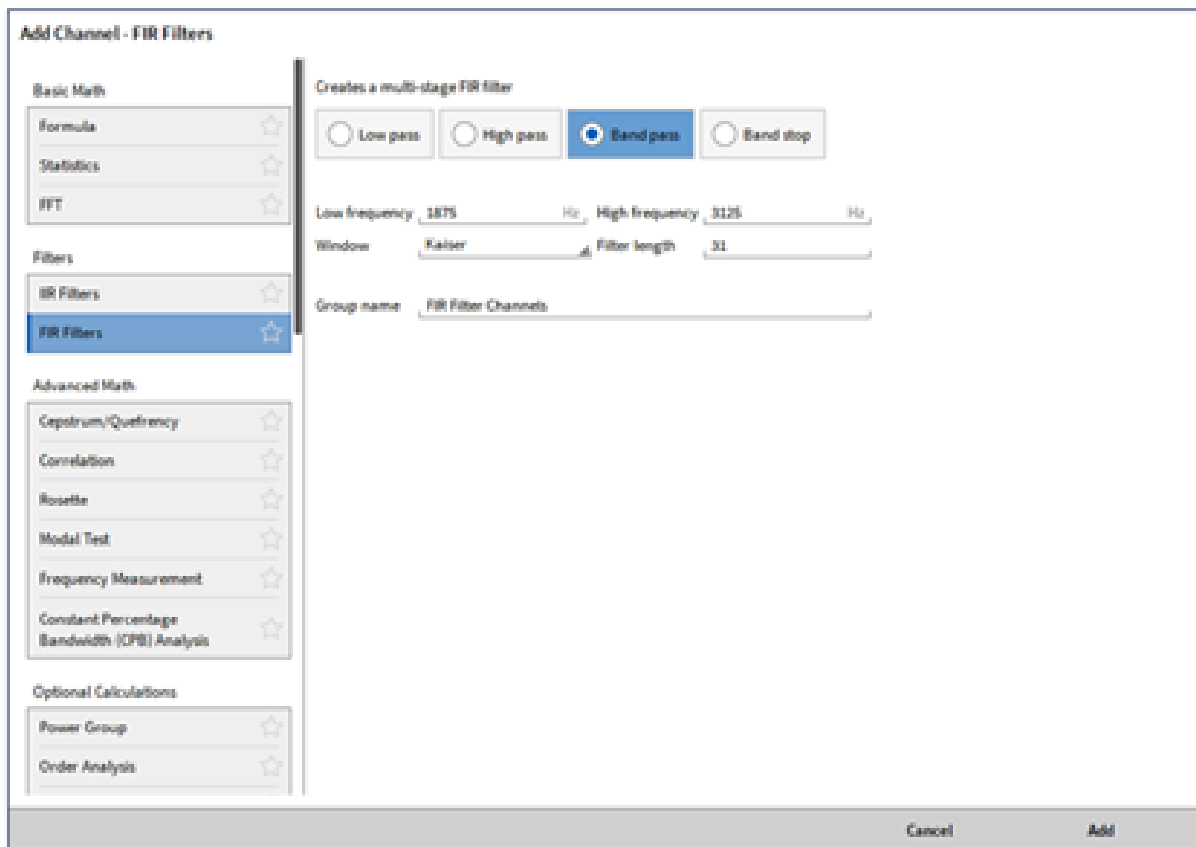 Add Channel - FIR Filters
Basic Math
Formula
Statistics
FFT
Filters
IIR Filters
FIR Filters
Advanced Math
Cepstrum/Quefrency
Correlation
Rosette
Modal Test
Frequency Measurement
Constant Percentage
Bandwidth (CPB) Analysis
Optional Calculations
Power Group
Order Analysis
Creates a multi-stage FIR filter
Low pass High pass Band pass Band stop
Low frequency 1875 Hz High frequency 3125 Hz
Window Kaiser Filter length 31
Group name FIR Filter Channels
Cancel Add